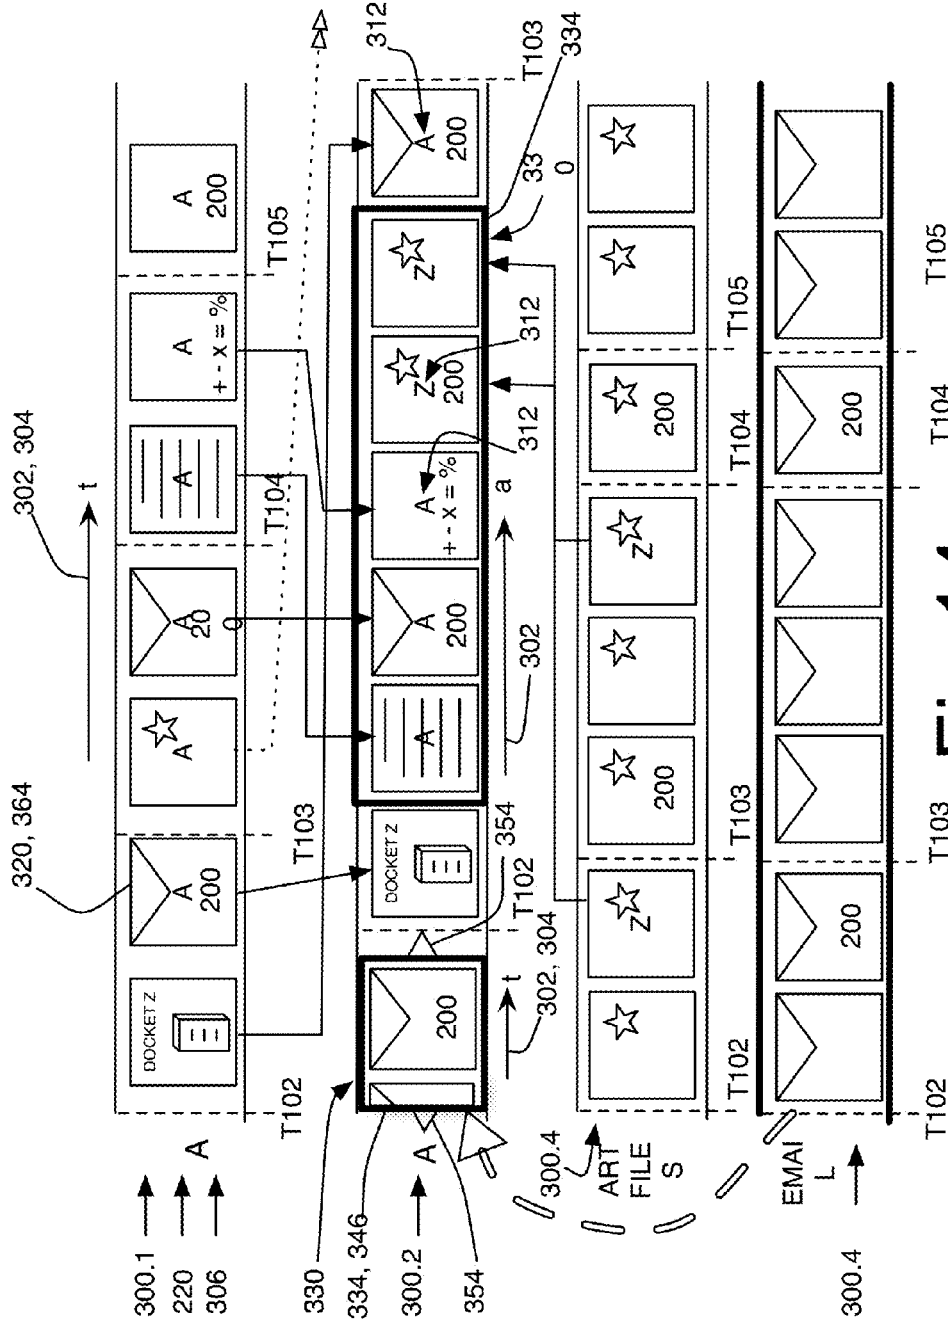 320, 364
302, 304
t
300.1
220
306
A
DOCKET Z
A
200
A
A
20
0
A
A
+ - x = %
A
200
T102
T103
T104
T105
330
334, 346
300.2
354
A
200
DOCKET Z
A
A
200
A
+ - x = %
Z
200
Z
A
200
312
T103
334
33
0
312
312
a
302
354
T102
t
302, 304
300.4
ART
FILE
S
Z
200
Z
200
T102
T103
T104
T105
EMAI
L
300.4
200
200
T102
T103
T104
T105